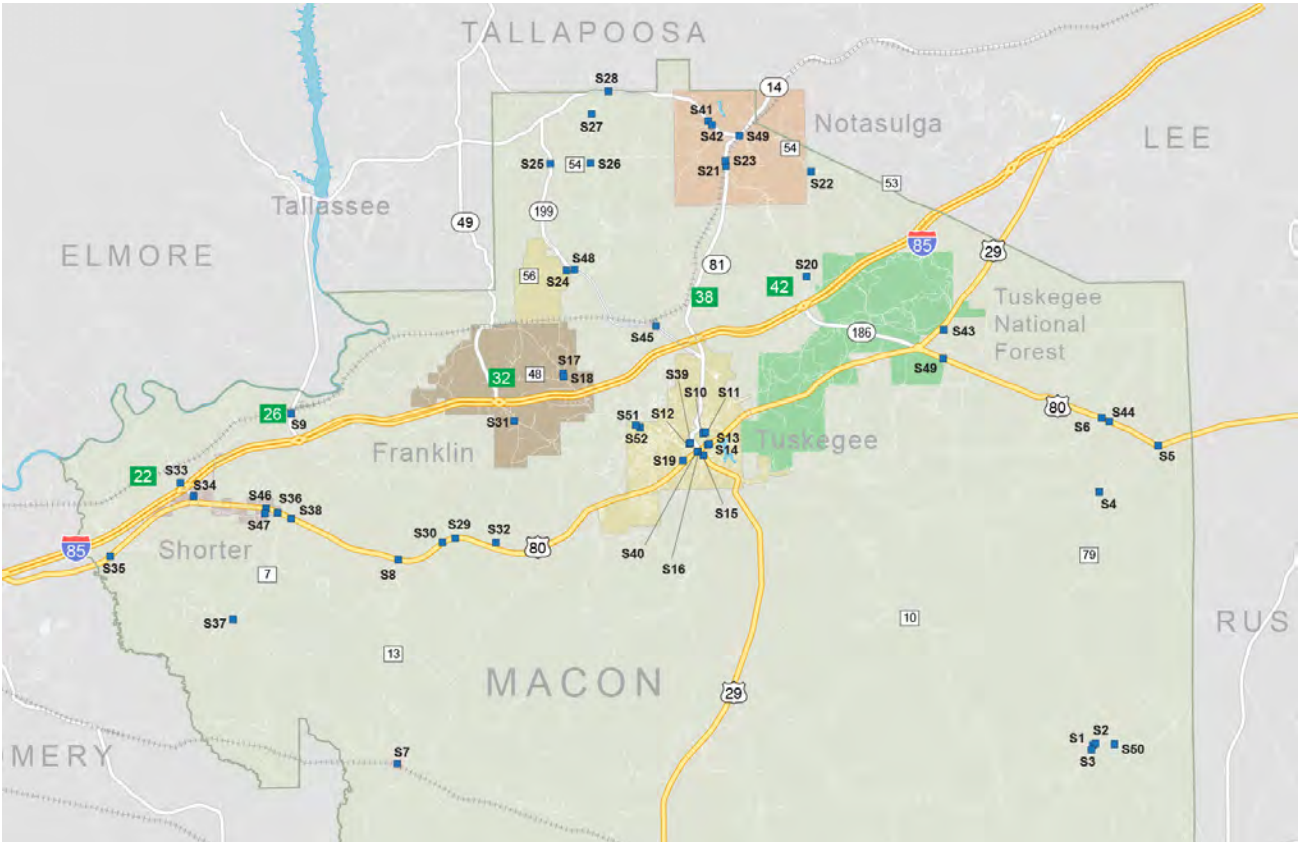 TALLAPOOSA
S28
14
S41
S27
S42
S49
Notasulga
LEE
54
S23
S25
54
S26
S21
S22
53
Tallassee
199
49
ELMORE
29
85
81
S48
S20
56
S24
42
38
Tuskegee
National
Forest
S45
186
S43
S17
S39
48
32
S18
S10
S11
S49
80
26
S9
S31
S51
S12
S44
S6
S52
S13
Tuskegee
S14
Franklin
S5
S33
22
S19
S34
S4
S46
S36
S47
S38
S15
S29
S30
S32
80
85
Shorter
S40
S35
S8
S16
79
7
10
S37
RUS
13
MACON
29
S2
S1
S50
OMERY
S7
S3